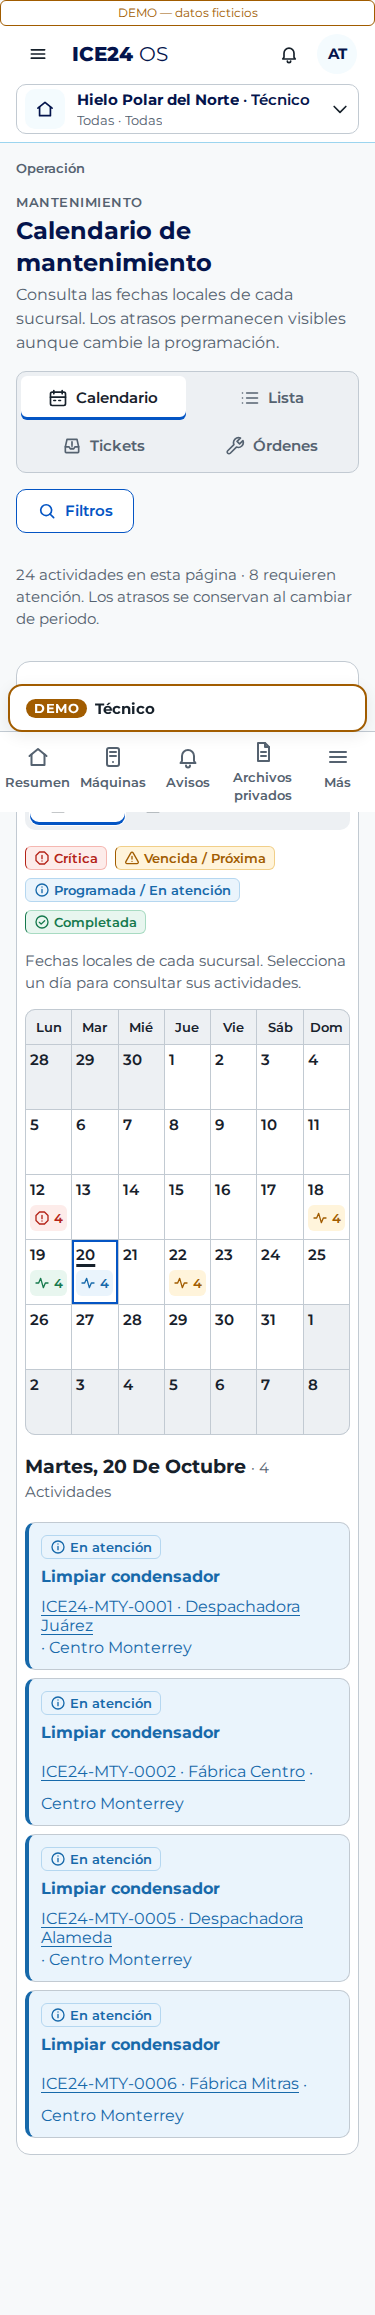 DEMO — datos ficticios
ICE24 OS
AT
Hielo Polar del Norte · Técnico
Todas · Todas
Operación
MANTENIMIENTO
Calendario de
mantenimiento
Consulta las fechas locales de cada
sucursal. Los atrasos permanecen visibles
aunque cambie la programación.
Calendario
Lista
Tickets
Órdenes
Filtros
24 actividades en esta página · 8 requieren
atención. Los atrasos se conservan al cambiar
de periodo.
DEMO Técnico
Resumen
Máquinas
Avisos
Archivos
privados
Más
Crítica
Vencida / Próxima
Programada / En atención
Completada
Fechas locales de cada sucursal. Selecciona
un día para consultar sus actividades.
Lun Mar Mié Jue Vie Sáb Dom
28 29 30 1 2 3 4
5 6 7 8 9 10 11
12 13 14 15 16 17 18
4 4
19 20 21 22 23 24 25
4 4 4
26 27 28 29 30 31 1
2 3 4 5 6 7 8
Martes, 20 De Octubre · 4
Actividades
En atención
Limpiar condensador
ICE24-MTY-0001 · Despachadora
Juárez
· Centro Monterrey
En atención
Limpiar condensador
ICE24-MTY-0002 · Fábrica Centro ·
Centro Monterrey
En atención
Limpiar condensador
ICE24-MTY-0005 · Despachadora
Alameda
· Centro Monterrey
En atención
Limpiar condensador
ICE24-MTY-0006 · Fábrica Mitras ·
Centro Monterrey